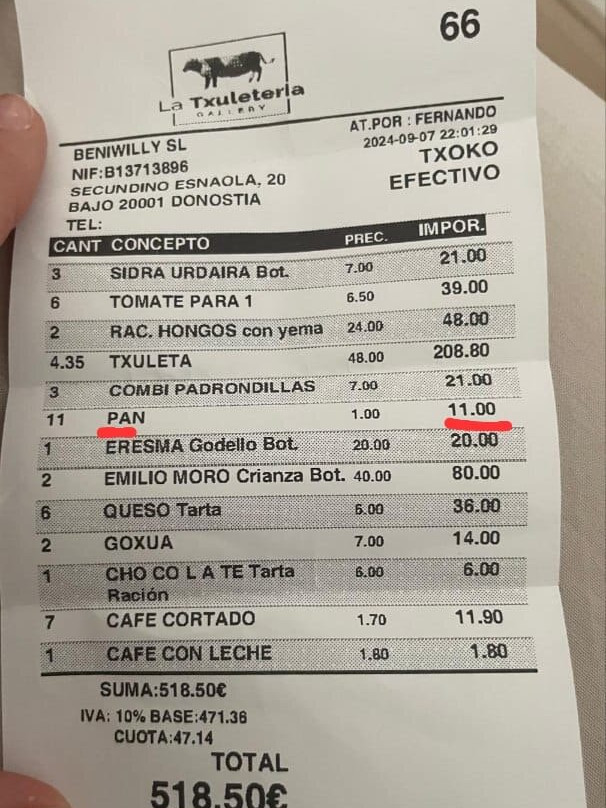 66
La Txuleteria
GALLERY
BENIWILLY SL
NIF:B13713896
SECUNDINO ESNAOLA, 20
BAJO 20001 DONOSTIA
TEL:
AT.POR : FERNANDO
2024-09-07 22:01:29
TXOKO
EFECTIVO
CANT CONCEPTO PREC. IMPOR.
3 SIDRA URDAIRA Bot. 7.00 21.00
6 TOMATE PARA 1 6.50 39.00
2 RAC. HONGOS con yema 24.00 48.00
4.35 TXULETA 48.00 208.80
3 COMBI PADRONDILLAS 7.00 21.00
11 PAN 1.00 11.00
1 ERESMA Godello Bot. 20.00 20.00
2 EMILIO MORO Crianza Bot. 40.00 80.00
6 QUESO Tarta 6.00 36.00
2 GOXUA 7.00 14.00
1 CHO CO L A TE Tarta 6.00 6.00
Ración
7 CAFE CORTADO 1.70 11.90
1 CAFE CON LECHE 1.80 1.80
SUMA:518.50€
IVA: 10% BASE:471.36
CUOTA:47.14
TOTAL
518.50€